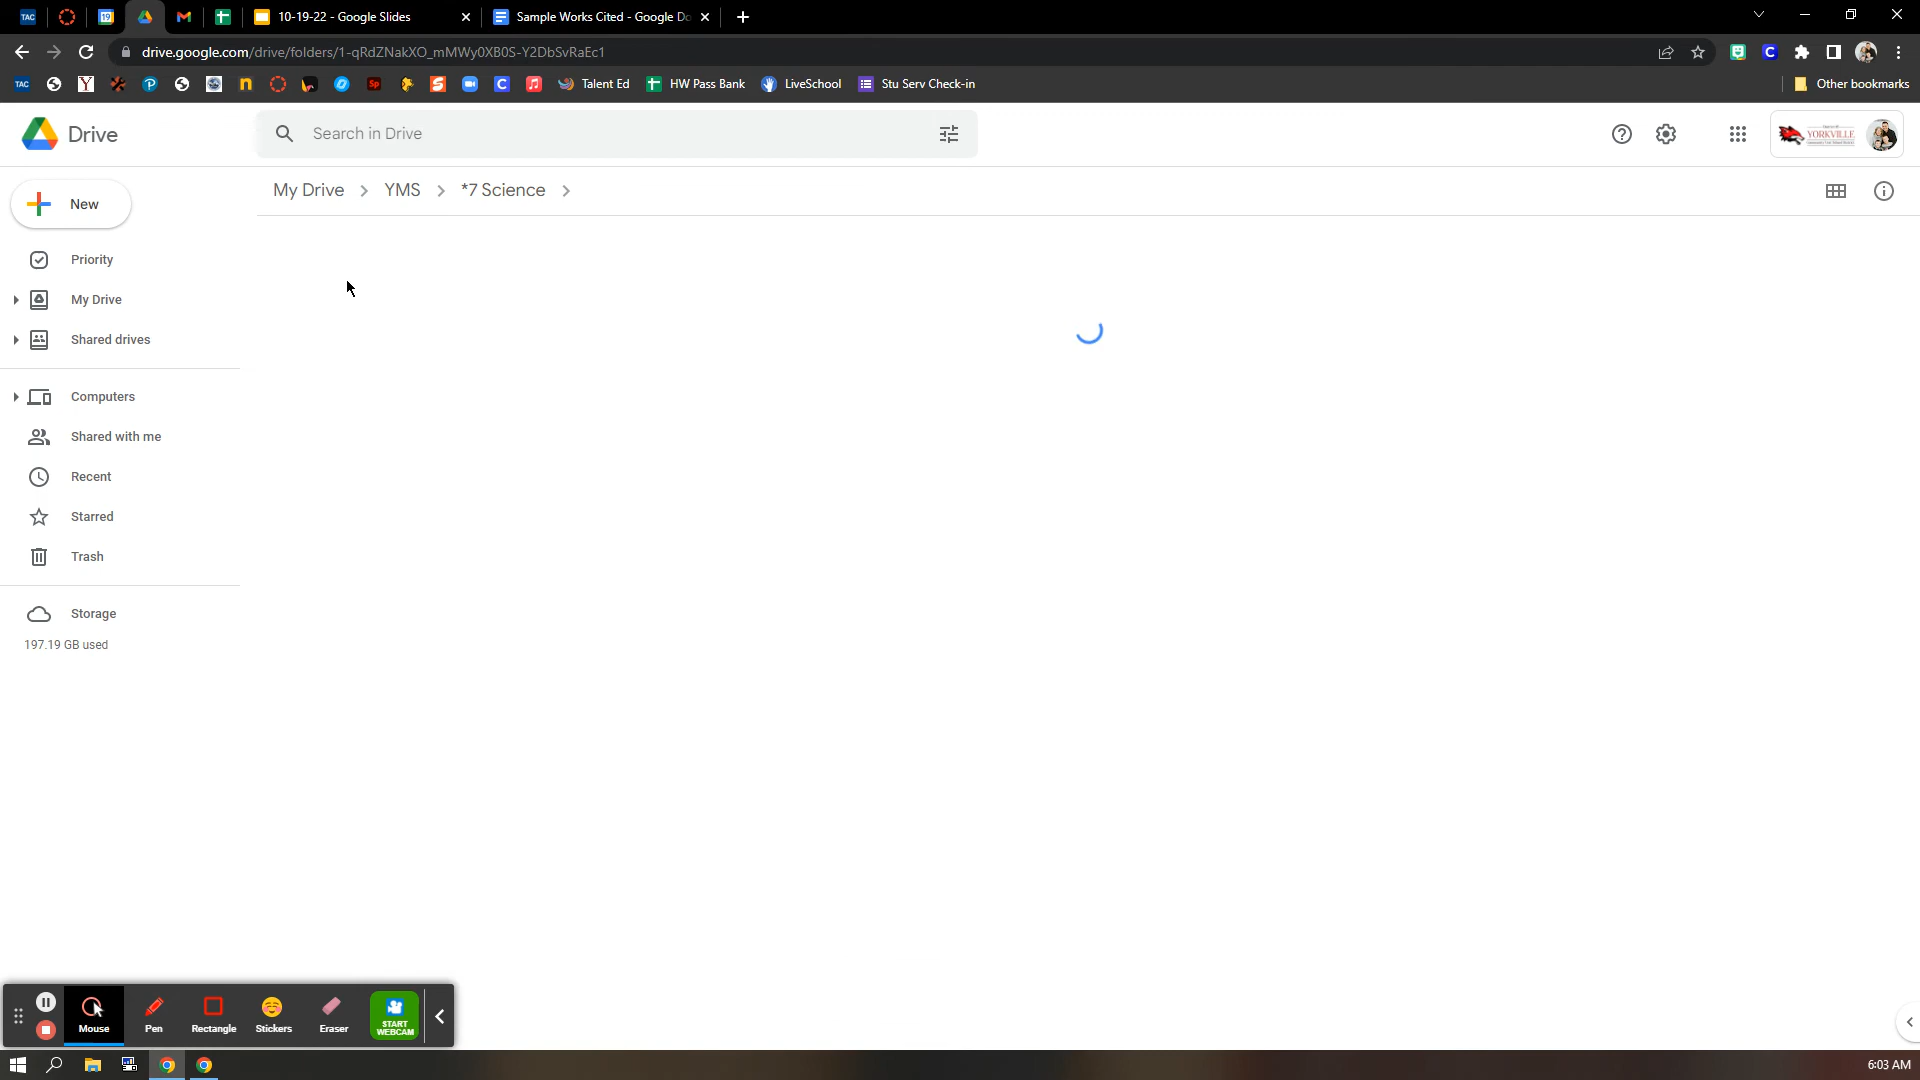 10-19-22 - Google Slides
Sample Works Cited - Google Do
drive.google.com/drive/folders/1-qRdZNakXO_mMWy0XB0S-Y2DbSvRaEc1
Talent Ed
HW Pass Bank
LiveSchool
Stu Serv Check-in
Other bookmarks
Drive
Search in Drive
YORKVILLE
My Drive
YMS
*7 Science
New
Priority
My Drive
Shared drives
Computers
Shared with me
Recent
Starred
Trash
Storage
197.19 GB used
Mouse
Pen
Rectangle
Stickers
Eraser
START
WEBCAM
6:03 AM